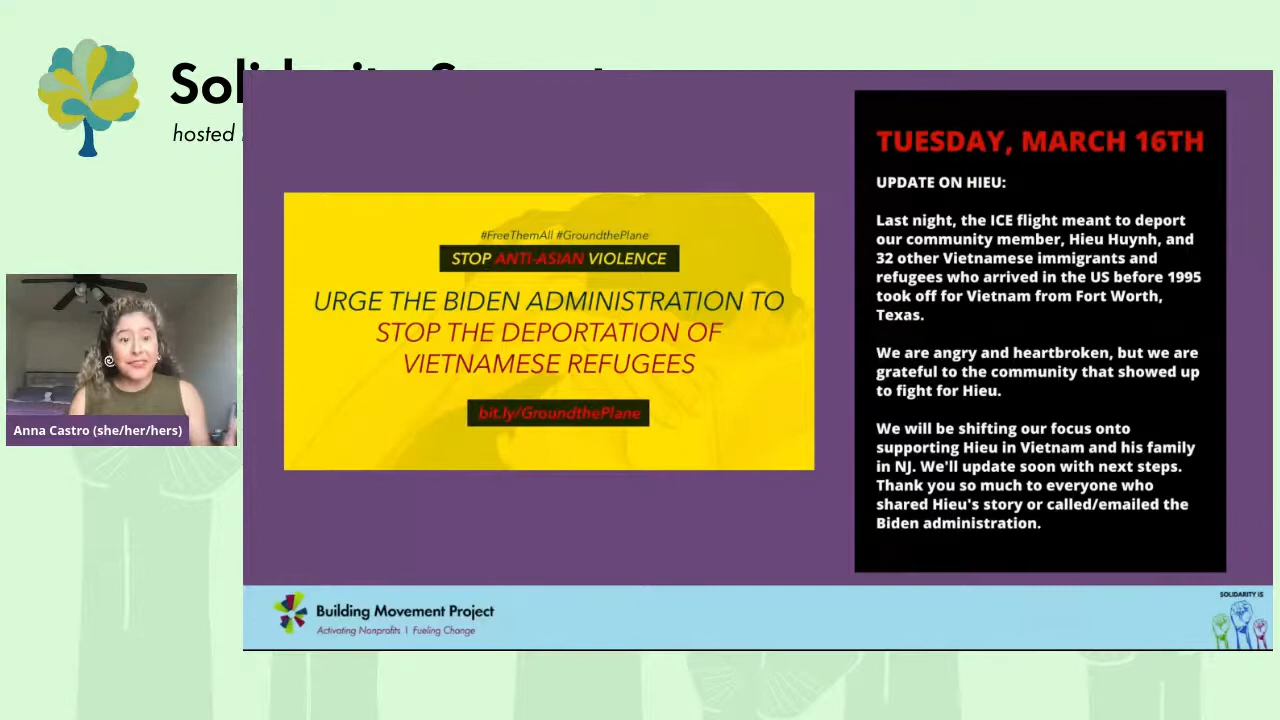 hosted
#FreeThemAll #GroundthePlane
STOP ANTI-ASIAN VIOLENCE
URGE THE BIDEN ADMINISTRATION TO
STOP THE DEPORTATION OF
VIETNAMESE REFUGEES
bit.ly/GroundthePlane
TUESDAY, MARCH 16TH
UPDATE ON HIEU:
Last night, the ICE flight meant to deport
our community member, Hieu Huynh, and
32 other Vietnamese immigrants and
refugees who arrived in the US before 1995
took off for Vietnam from Fort Worth,
Texas.
We are angry and heartbroken, but we are
grateful to the community that showed up
to fight for Hieu.
We will be shifting our focus onto
supporting Hieu in Vietnam and his family
in NJ. We'll update soon with next steps.
Thank you so much to everyone who
shared Hieu's story or called/emailed the
Biden administration.
Anna Castro (she/her/hers)
Building Movement Project
Activating Nonprofits | Fueling Change
SOLIDARITY IS